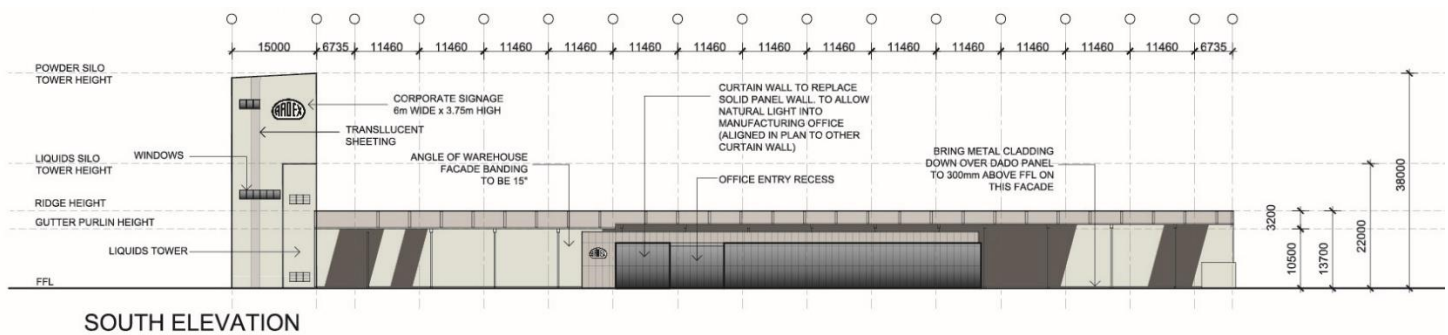 15000 6735 11460 11460 11460 11460 11460 11460 11460 11460 11460 11460 11460 11460 11460 6735
POWDER SILO
TOWER HEIGHT
ARDEX
CORPORATE SIGNAGE
6m WIDE x 3.75m HIGH
TRANSLLUCENT
SHEETING
CURTAIN WALL TO REPLACE
SOLID PANEL WALL. TO ALLOW
NATURAL LIGHT INTO
MANUFACTURING OFFICE
(ALIGNED IN PLAN TO OTHER
CURTAIN WALL)
LIQUIDS SILO
TOWER HEIGHT
WINDOWS
ANGLE OF WAREHOUSE
FACADE BANDING
TO BE 15°
OFFICE ENTRY RECESS
BRING METAL CLADDING
DOWN OVER DADO PANEL
TO 300mm ABOVE FFL ON
THIS FACADE
RIDGE HEIGHT
GUTTER PURLIN HEIGHT
LIQUIDS TOWER
ARDEX
FFL
3200
10500
13700
22000
38000
SOUTH ELEVATION